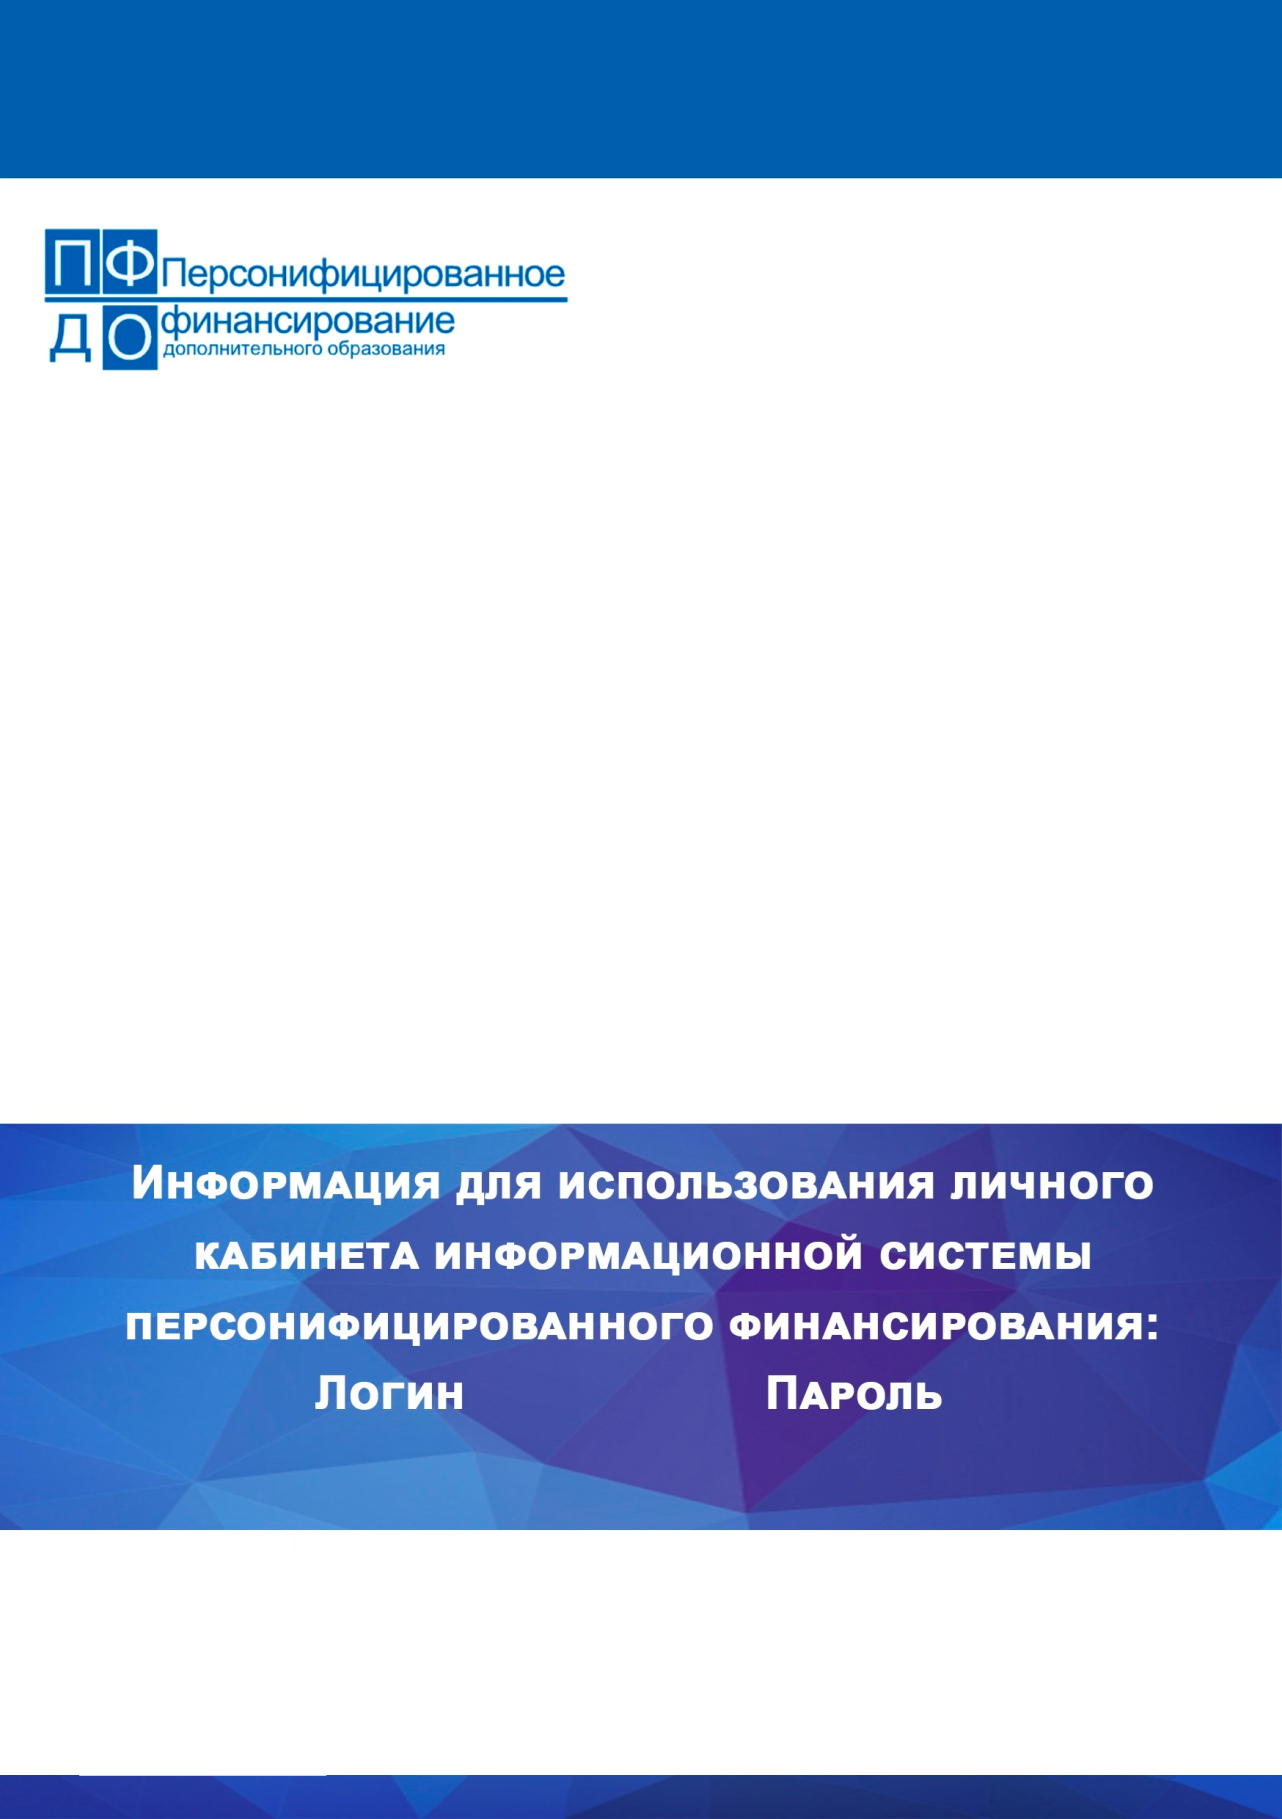 ПФ Персонифицированное
ДО финансирование
дополнительного образования
Информация для использования личного
кабинета информационной системы
персонифицированного финансирования:
Логин Пароль